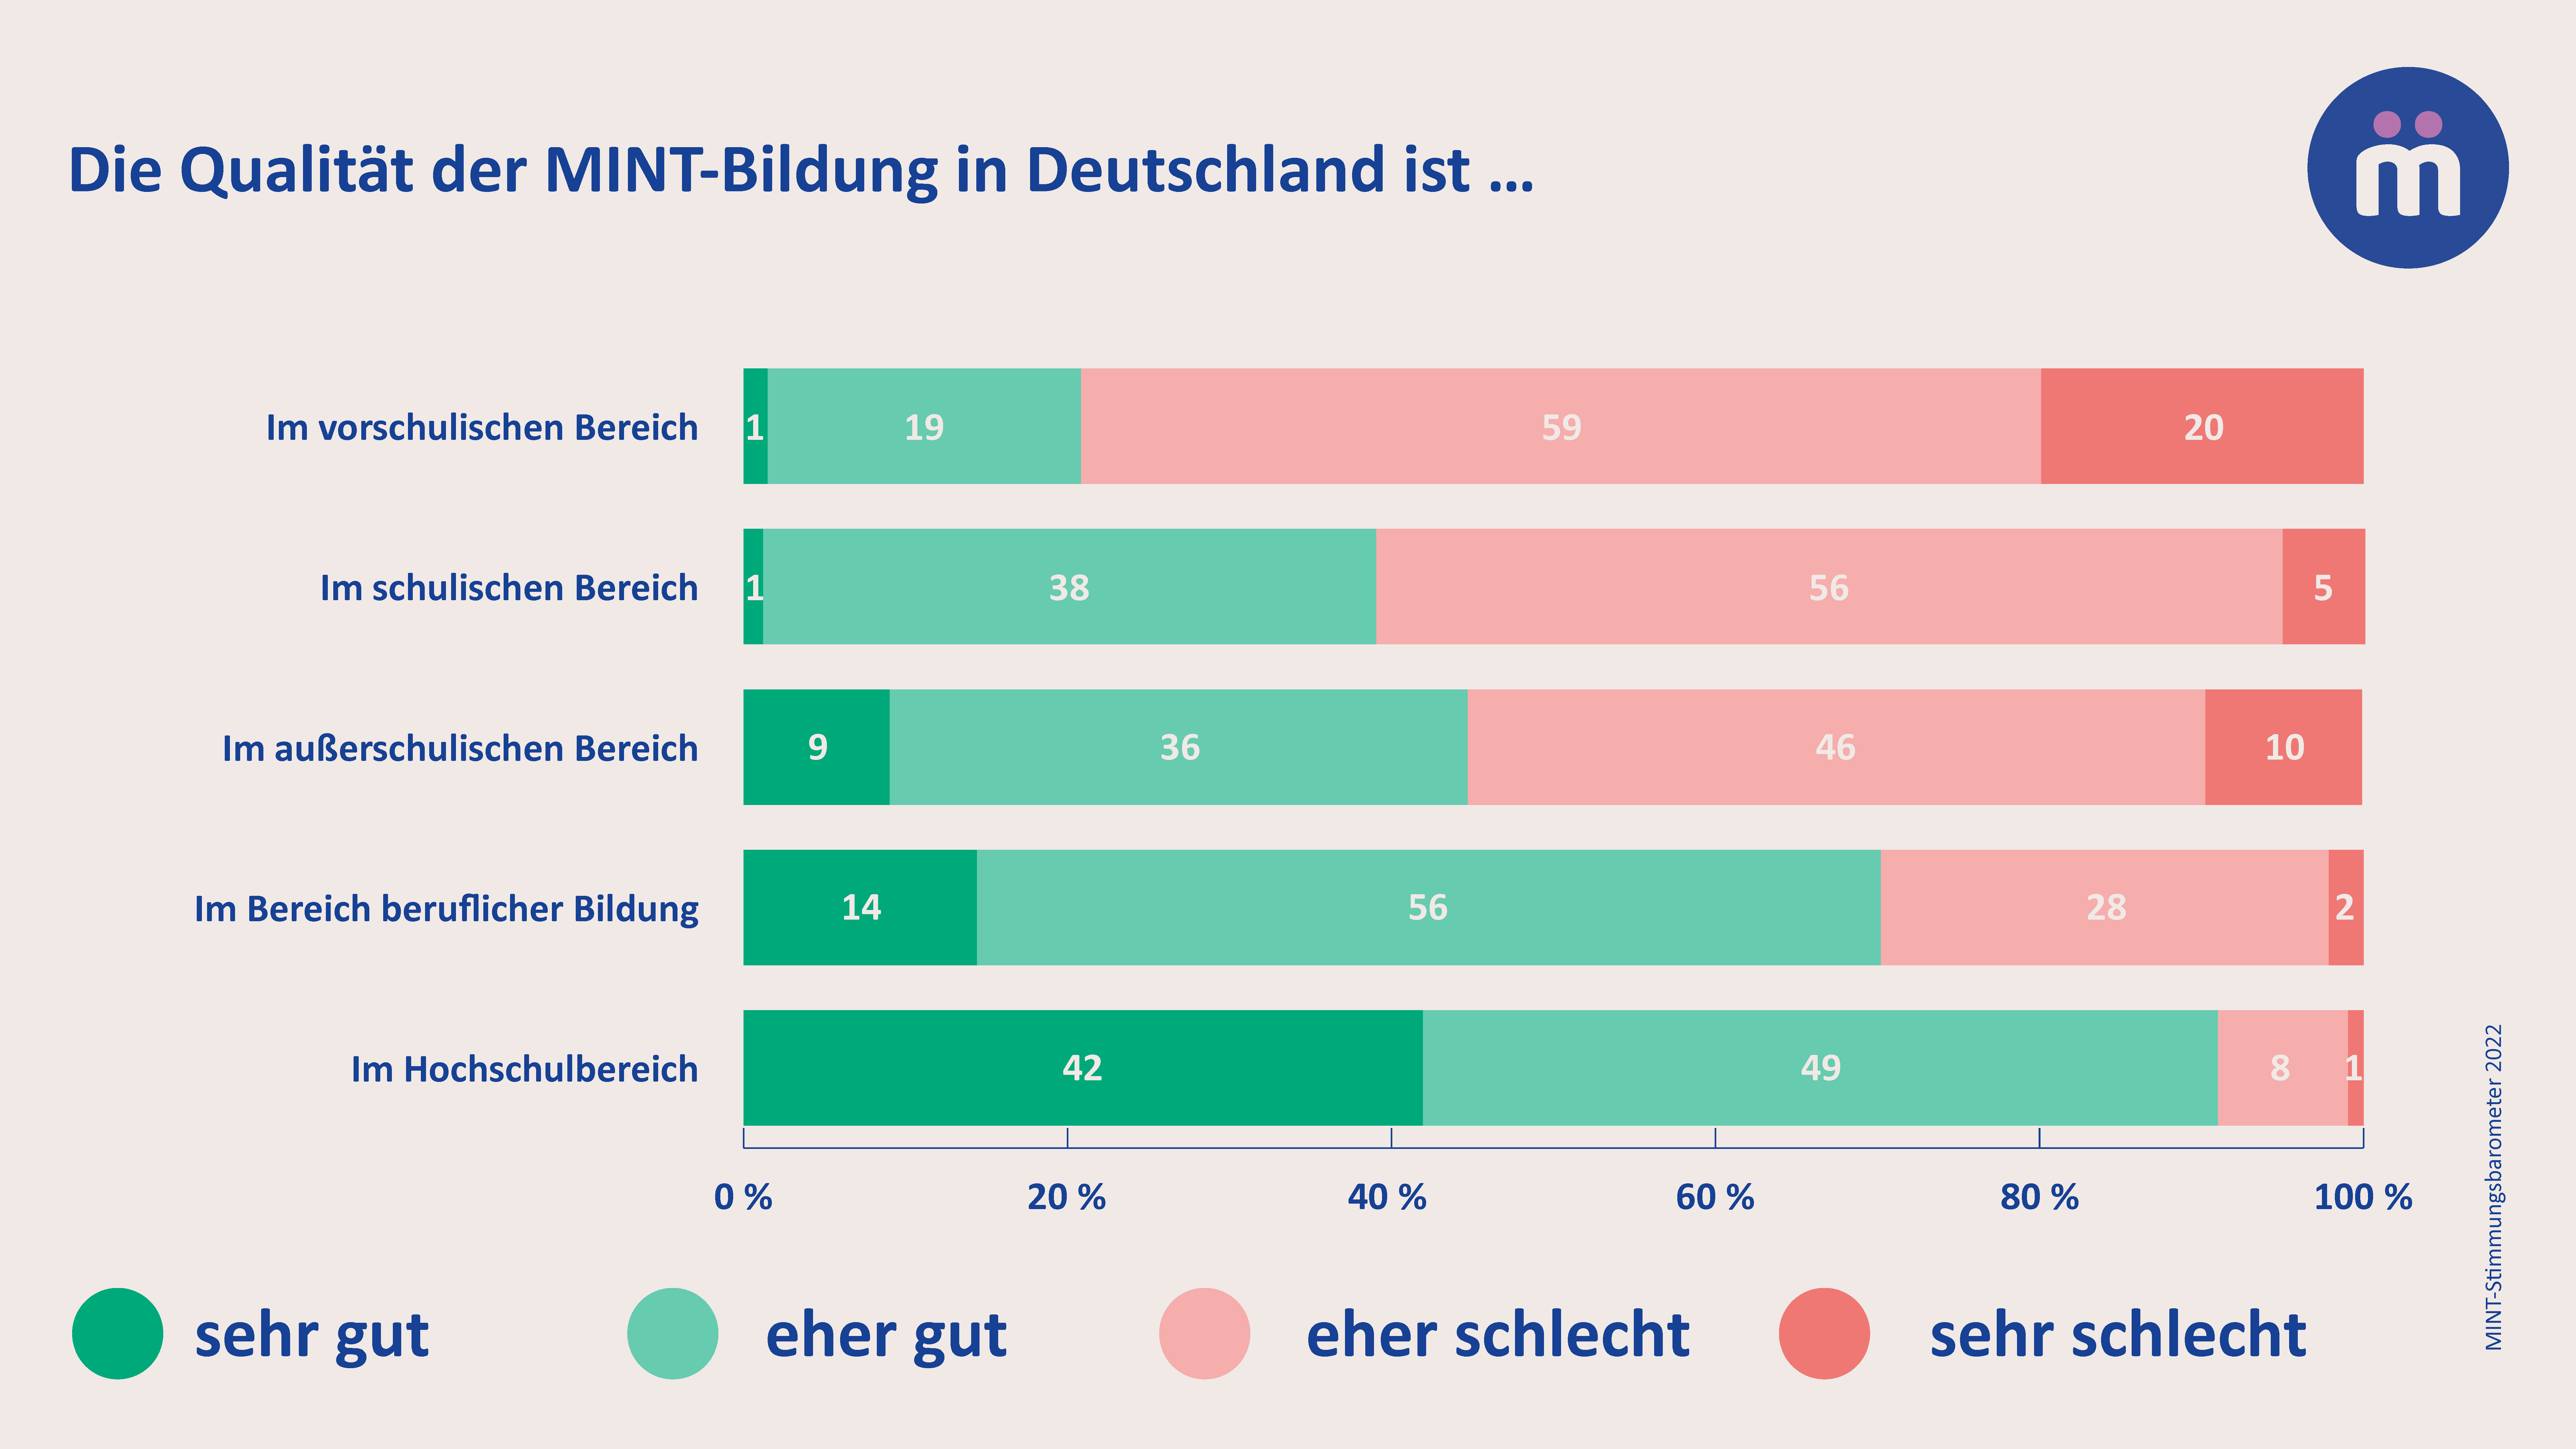 Die Qualität der MINT-Bildung in Deutschland ist ...
m̈
Im vorschulischen Bereich 1 19 59 20
Im schulischen Bereich 1 38 56 5
Im außerschulischen Bereich 9 36 46 10
Im Bereich beruflicher Bildung 14 56 28 2
Im Hochschulbereich 42 49 8 1
0 % 20 % 40 % 60 % 80 % 100 %
sehr gut eher gut eher schlecht sehr schlecht
MINT-Stimmungsbarometer 2022